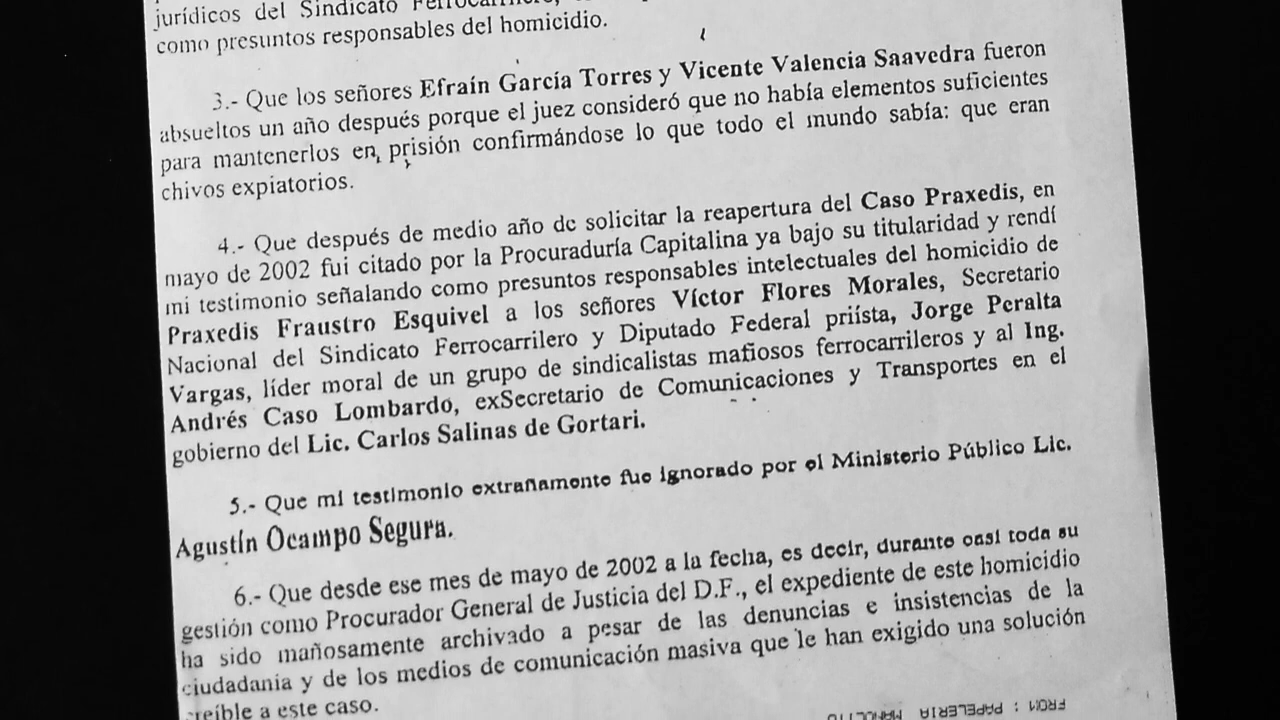 jurídicos del Sindicato
como presuntos responsables del homicidio.
3.- Que los señores Efraín García Torres y Vicente Valencia Saavedra fueron
absueltos un año después porque el juez consideró que no había elementos suficientes
para mantenerlos en prisión confirmándose lo que todo el mundo sabía: que eran
chivos expiatorios.
4.- Que después de medio año de solicitar la reapertura del Caso Praxedis, en
mayo de 2002 fui citado por la Procuraduría Capitalina ya bajo su titularidad y rendí
mi testimonio señalando como presuntos responsables intelectuales del homicidio de
Praxedis Fraustro Esquivel a los señores Víctor Flores Morales, Secretario
Nacional del Sindicato Ferrocarrilero y Diputado Federal priísta, Jorge Peralta
Vargas, líder moral de un grupo de sindicalistas mafiosos ferrocarrileros y al Ing.
Andrés Caso Lombardo, exSecretario de Comunicaciones y Transportes en el
gobierno del Lic. Carlos Salinas de Gortari.
5.- Que mi testimonio extrañamente fue ignorado por el Ministerio Público Lic.
Agustín Ocampo Segura.
6.- Que desde ese mes de mayo de 2002 a la fecha, es decir, durante casi toda su
gestión como Procurador General de Justicia del D.F., el expediente de este homicidio
ha sido mañosamente archivado a pesar de las denuncias e insistencias de la
ciudadanía y de los medios de comunicación masiva que le han exigido una solución
creíble a este caso.
FROM : PAPELERIA MANOLITO